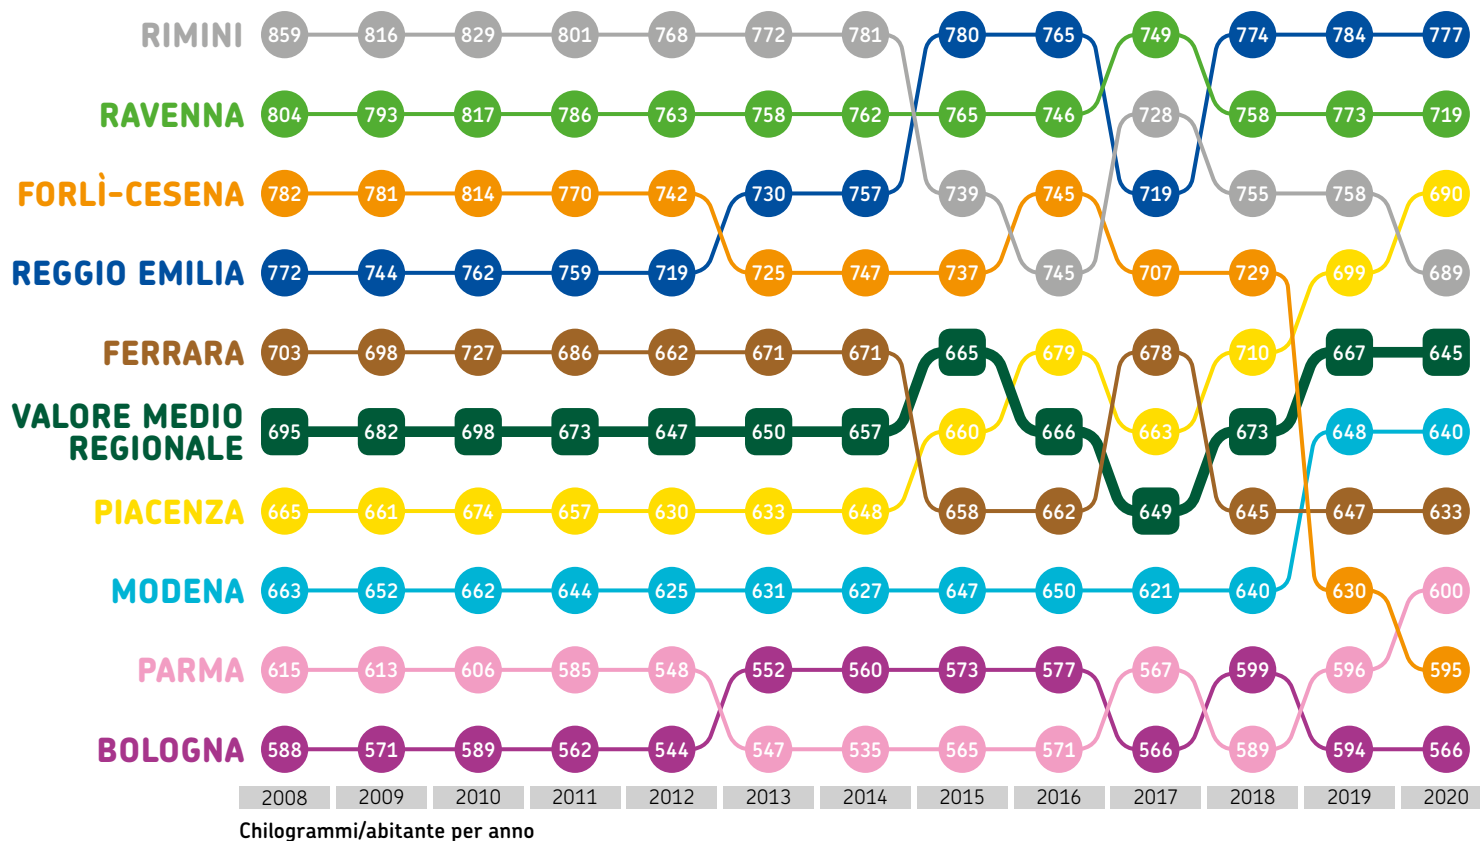 RIMINI 859 816 829 801 768 772 781 780 765 749 774 784 777
RAVENNA 804 793 817 786 763 758 762 765 746 728 758 773 719
FORLÌ-CESENA 782 781 814 770 742 730 757 739 745 719 755 758 690
REGGIO EMILIA 772 744 762 759 719 725 747 737 745 707 729 699 689
FERRARA 703 698 727 686 662 671 671 665 679 678 710 667 645
VALORE MEDIO
REGIONALE 695 682 698 673 647 650 657 660 666 663 673 648 640
PIACENZA 665 661 674 657 630 633 648 658 662 649 645 647 633
MODENA 663 652 662 644 625 631 627 647 650 621 640 630 600
PARMA 615 613 606 585 548 552 560 573 577 567 599 596 595
BOLOGNA 588 571 589 562 544 547 535 565 571 566 589 594 566
2008 2009 2010 2011 2012 2013 2014 2015 2016 2017 2018 2019 2020
Chilogrammi/abitante per anno